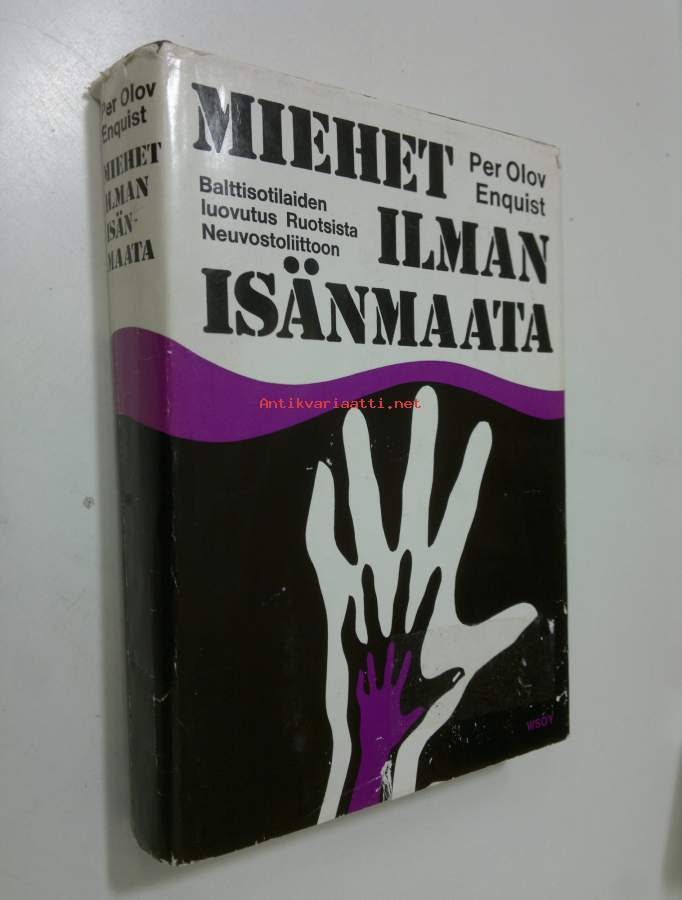 Per Olov
Enquist
MIEHET
ILMAN
ISÄN-
MAATA
MIEHET
Per Olov
Enquist
Balttisotilaiden
luovutus Ruotsista
Neuvostoliittoon
ILMAN
ISÄNMAATA
Antikvariaatti.net
WSOY